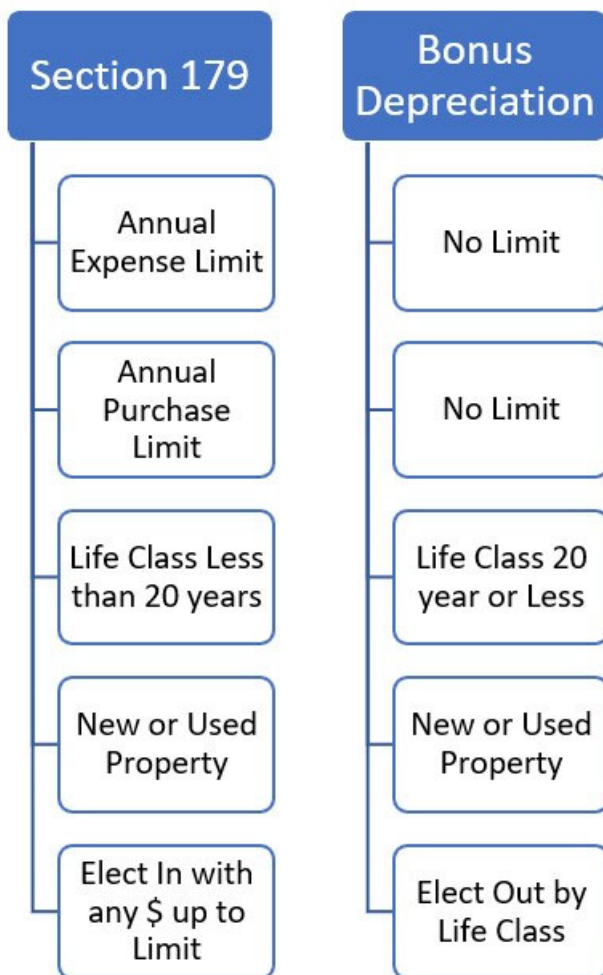 Section 179
Annual
Expense Limit
Annual
Purchase
Limit
Life Class Less
than 20 years
New or Used
Property
Elect In with
any $ up to
Limit
Bonus
Depreciation
No Limit
No Limit
Life Class 20
year or Less
New or Used
Property
Elect Out by
Life Class